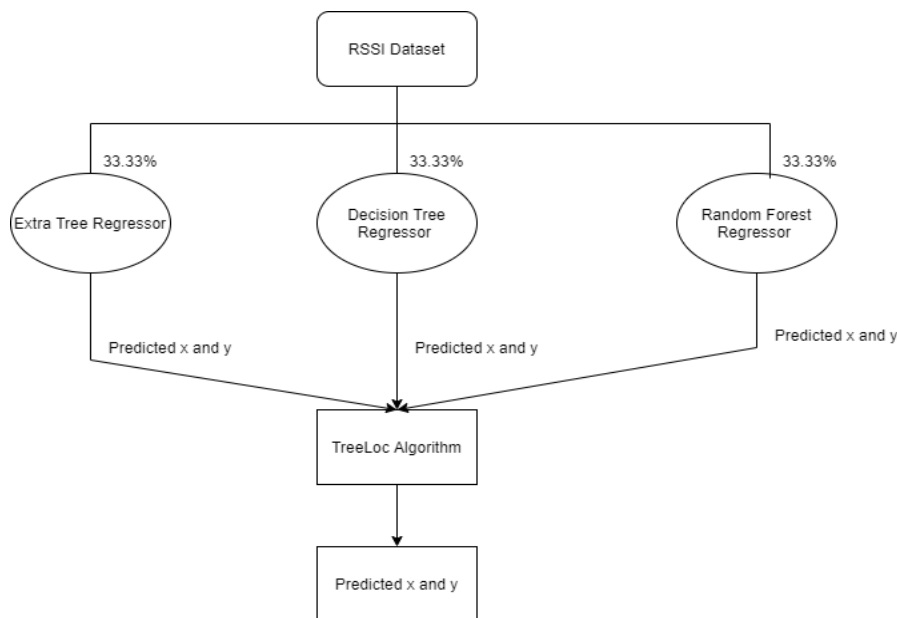 RSSI Dataset
33.33%
33.33%
33.33%
Extra Tree Regressor
Decision Tree
Regressor
Random Forest
Regressor
Predicted x and y
Predicted x and y
Predicted x and y
TreeLoc Algorithm
Predicted x and y